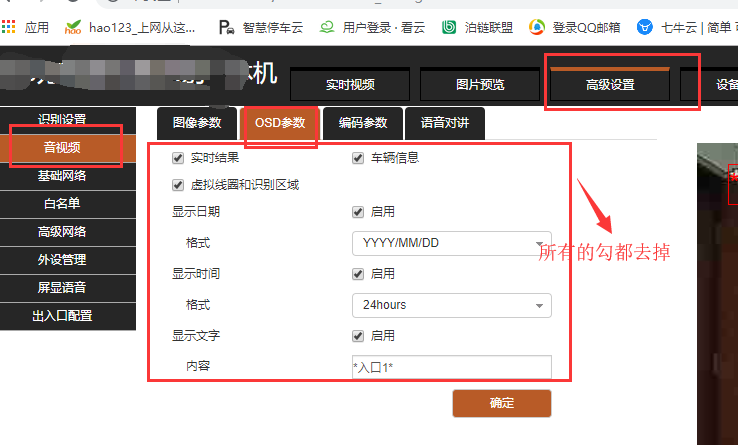 应用 hao123_上网从这... 智慧停车云 用户登录 · 看云 泊链联盟 登录QQ邮箱 七牛云 | 简单 可
体机 实时视频 图片预览 高级设置 设备
识别设置 图像参数 OSD参数 编码参数 语音对讲
音视频
基础网络
白名单
高级网络
外设管理
屏显语音
出入口配置
实时结果 车辆信息
虚拟线圈和识别区域
显示日期 启用
格式 YYYY/MM/DD
显示时间 启用
格式 24hours
显示文字 启用
内容 *入口1*
确定
所有的勾都去掉